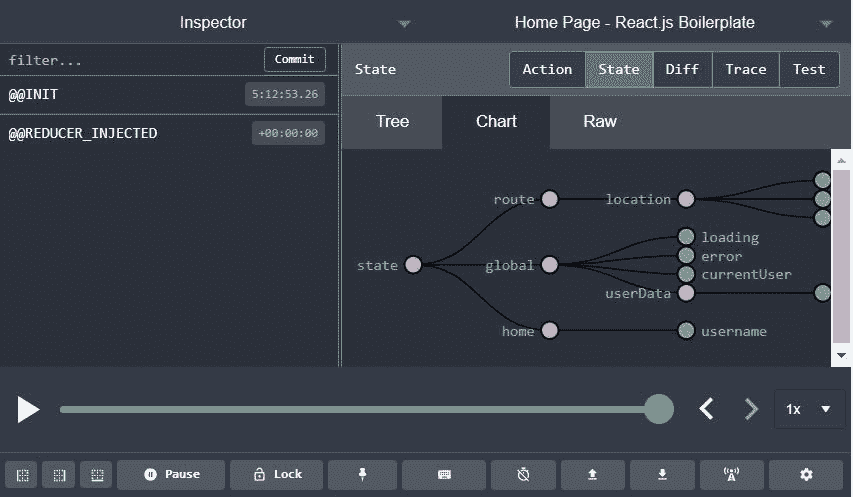 Inspector
Home Page - React.js Boilerplate
filter...
Commit
@@INIT
5:12:53.26
@@REDUCER_INJECTED
+00:00:00
State
Action
State
Diff
Trace
Test
Tree
Chart
Raw
route
location
loading
state
global
error
currentUser
userData
home
username
1x
Pause
Lock